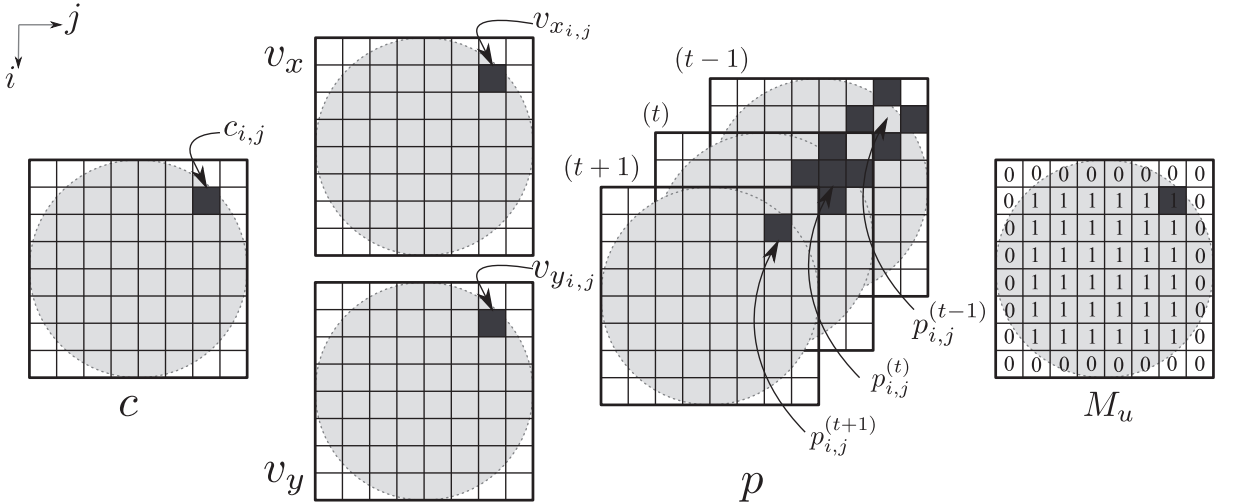 j
i
c_{i,j}
c
v_x
v_{x_{i,j}}
v_{y_{i,j}}
v_y
(t-1)
(t)
(t+1)
p_{i,j}^{(t-1)}
p_{i,j}^{(t)}
p_{i,j}^{(t+1)}
p
0 0 0 0 0 0 0 0
0 1 1 1 1 1 1 0
0 1 1 1 1 1 1 0
0 1 1 1 1 1 1 0
0 1 1 1 1 1 1 0
0 1 1 1 1 1 1 0
0 1 1 1 1 1 1 0
0 0 0 0 0 0 0 0
M_u